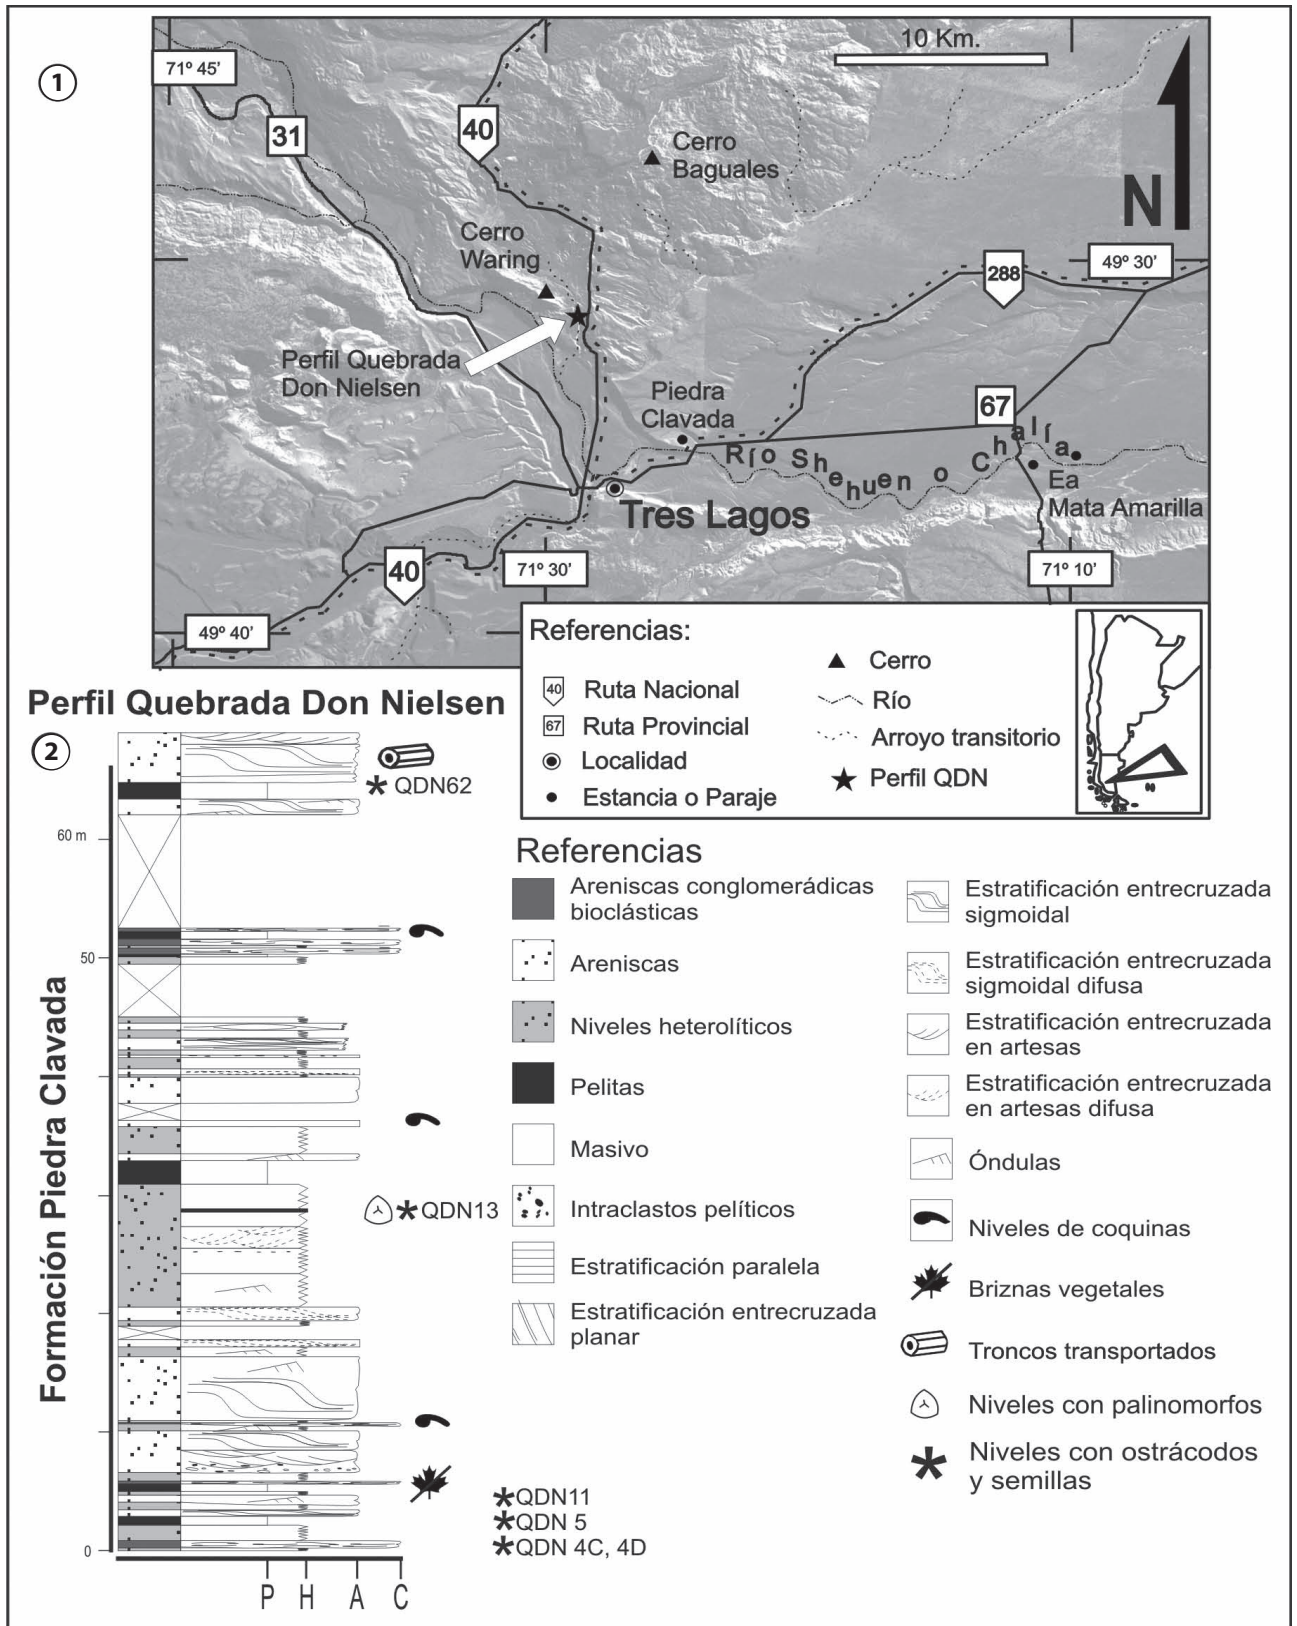 1
71º 45'
31
40
10 Km.
Cerro
Baguales
N
Cerro
Waring
288
49º 30'
Perfil Quebrada
Don Nielsen
Piedra
Clavada
67
Río Shehuen o Chalía
Ea
Mata Amarilla
Tres Lagos
40
71º 30'
71º 10'
49º 40'
Referencias:
40 Ruta Nacional
67 Ruta Provincial
Localidad
Estancia o Paraje
Cerro
Río
Arroyo transitorio
Perfil QDN
Perfil Quebrada Don Nielsen
2
QDN62
60 m
50
QDN13
QDN11
QDN 5
QDN 4C, 4D
0
P H A C
Formación Piedra Clavada
Referencias
Areniscas conglomerádicas
bioclásticas
Areniscas
Niveles heterolíticos
Pelitas
Masivo
Intraclastos pelíticos
Estratificación paralela
Estratificación entrecruzada
planar
Estratificación entrecruzada
sigmoidal
Estratificación entrecruzada
sigmoidal difusa
Estratificación entrecruzada
en artesas
Estratificación entrecruzada
en artesas difusa
Óndulas
Niveles de coquinas
Briznas vegetales
Troncos transportados
Niveles con palinomorfos
Niveles con ostrácodos
y semillas